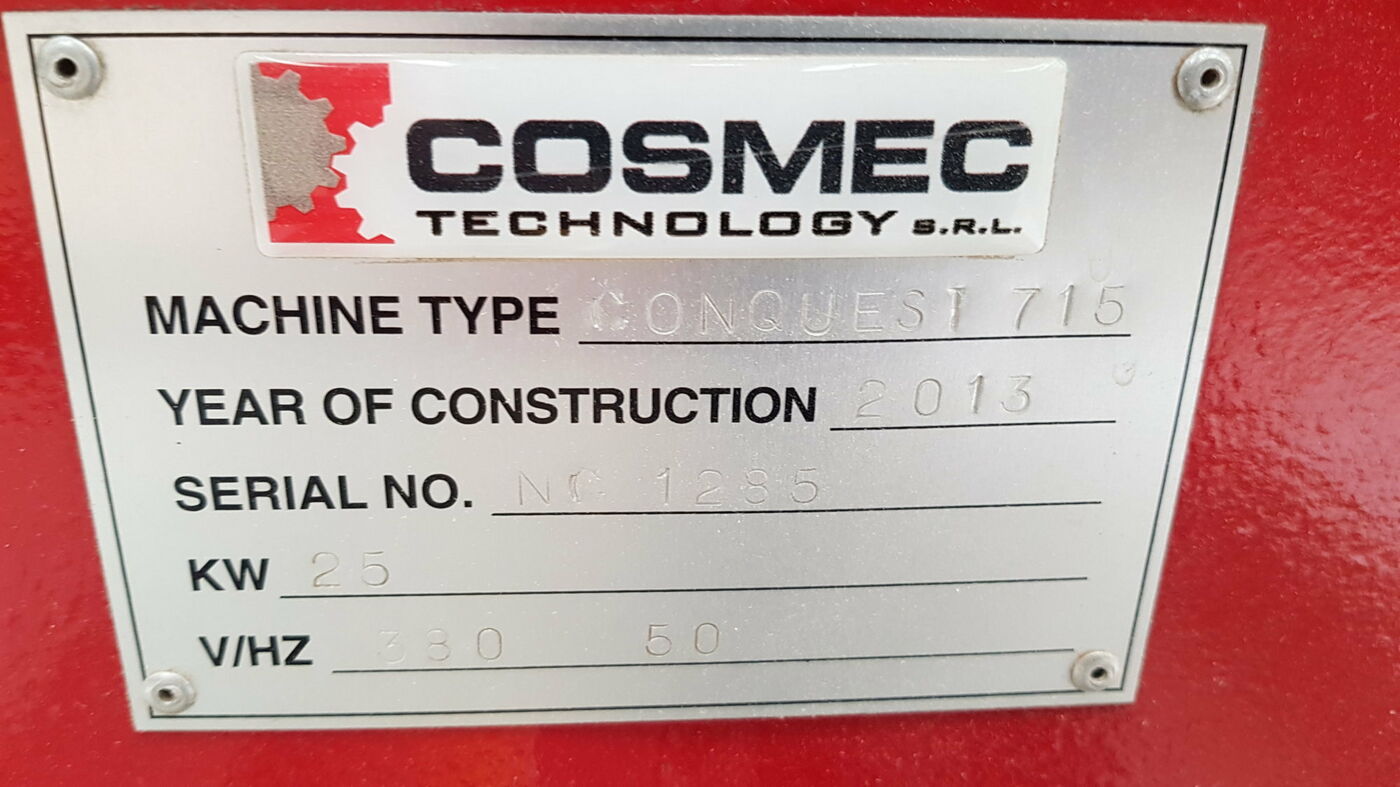 COSMEC
TECHNOLOGY S.R.L.
MACHINE TYPE CONQUEST 715
YEAR OF CONSTRUCTION 2013
SERIAL NO. NC 1285
KW 25
V/HZ 380 50